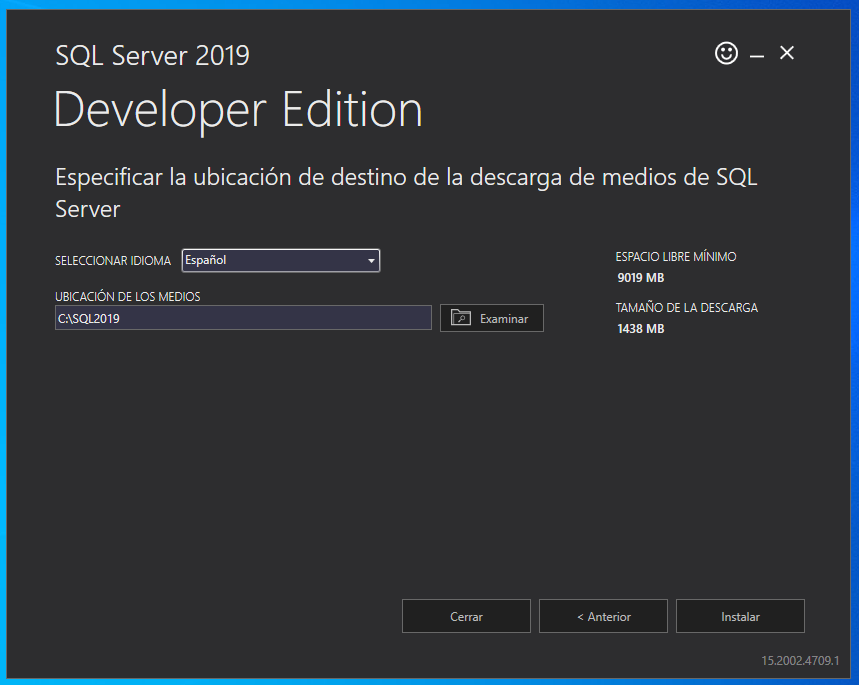 SQL Server 2019
Developer Edition
Especificar la ubicación de destino de la descarga de medios de SQL
Server
SELECCIONAR IDIOMA
Español
ESPACIO LIBRE MÍNIMO
9019 MB
UBICACIÓN DE LOS MEDIOS
C:\SQL2019
Examinar
TAMAÑO DE LA DESCARGA
1438 MB
Cerrar
< Anterior
Instalar
15.2002.4709.1